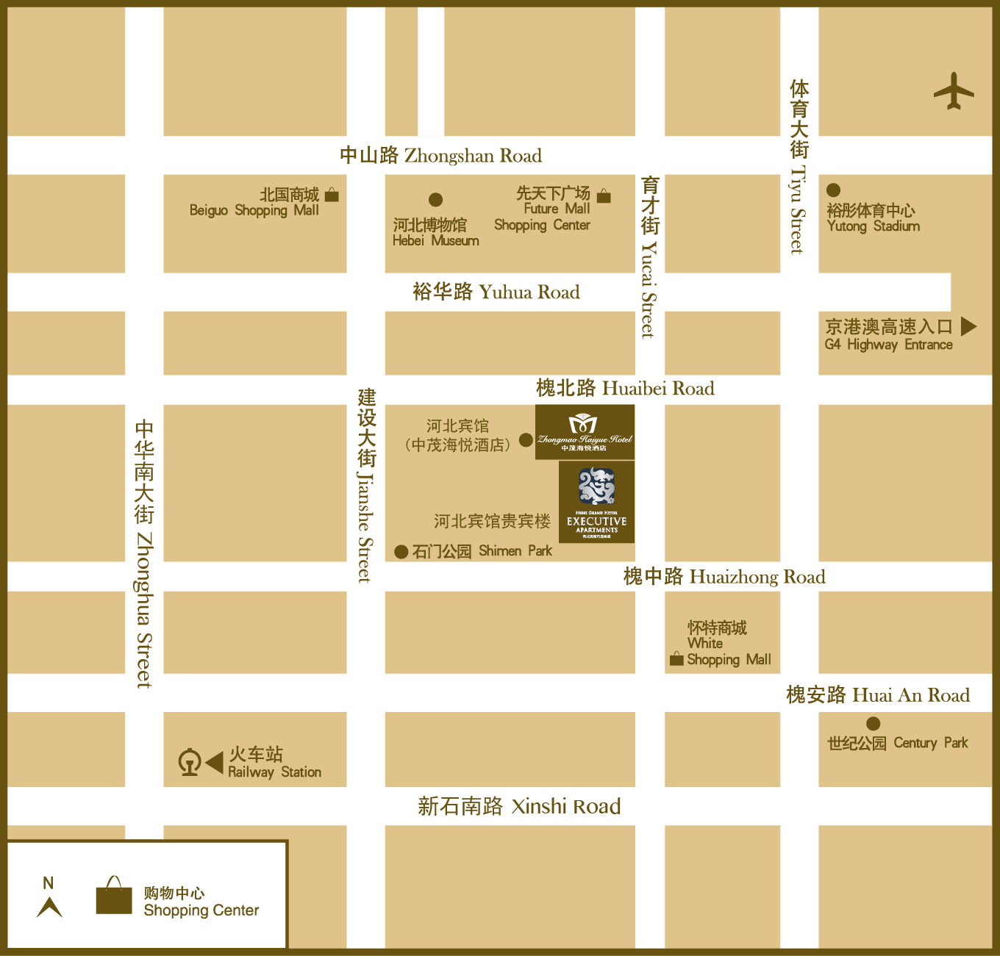 体育大街 Tiyu Street
中山路 Zhongshan Road
育才街 Yucai Street
北国商城
Beiguo Shopping Mall
河北博物馆
Hebei Museum
先天下广场
Future Mall
Shopping Center
裕彤体育中心
Yutong Stadium
裕华路 Yuhua Road
京港澳高速入口
G4 Highway Entrance
槐北路 Huaibei Road
建设大街 Jianshe Street
中华南大街 Zhonghua Street
河北宾馆
（中茂海悦酒店）
Zhongmao Haiyue Hotel
中茂海悦酒店
EXECUTIVE
APARTMENTS
河北宾馆贵宾楼
石门公园 Shimen Park
槐中路 Huaizhong Road
怀特商城
White
Shopping Mall
槐安路 Huai An Road
世纪公园 Century Park
火车站
Railway Station
新石南路 Xinshi Road
N
购物中心
Shopping Center